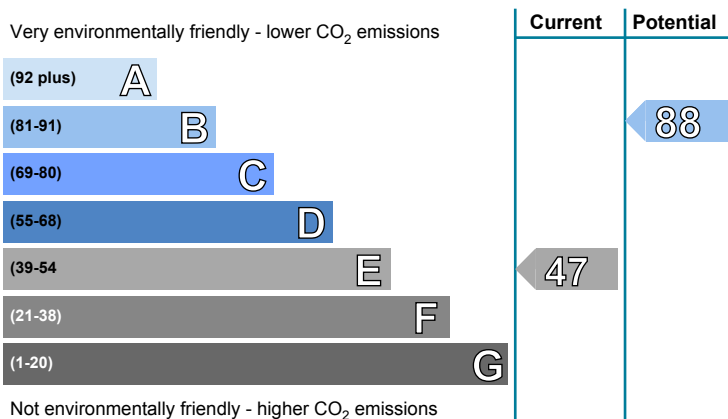 Current Potential
Very environmentally friendly - lower CO2 emissions
(92 plus) A
(81-91) B 88
(69-80) C
(55-68) D
(39-54 E 47
(21-38) F
(1-20) G
Not environmentally friendly - higher CO2 emissions